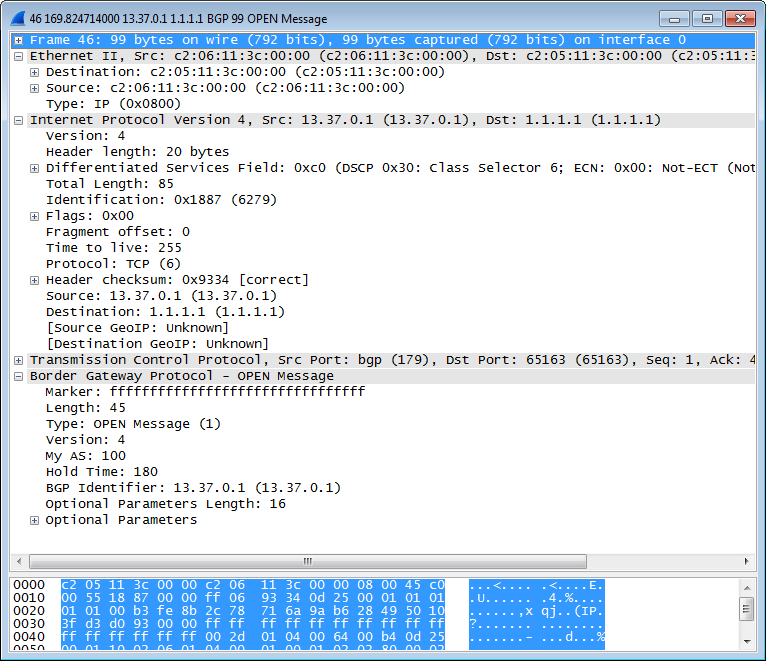 46 169.824714000 13.37.0.1 1.1.1.1 BGP 99 OPEN Message
Frame 46: 99 bytes on wire (792 bits), 99 bytes captured (792 bits) on interface 0
Ethernet II, Src: c2:06:11:3c:00:00 (c2:06:11:3c:00:00), Dst: c2:05:11:3c:00:00 (c2:05:11:3
Destination: c2:05:11:3c:00:00 (c2:05:11:3c:00:00)
Source: c2:06:11:3c:00:00 (c2:06:11:3c:00:00)
Type: IP (0x0800)
Internet Protocol Version 4, Src: 13.37.0.1 (13.37.0.1), Dst: 1.1.1.1 (1.1.1.1)
Version: 4
Header length: 20 bytes
Differentiated Services Field: 0xc0 (DSCP 0x30: Class Selector 6; ECN: 0x00: Not-ECT (Not
Total Length: 85
Identification: 0x1887 (6279)
Flags: 0x00
Fragment offset: 0
Time to live: 255
Protocol: TCP (6)
Header checksum: 0x9334 [correct]
Source: 13.37.0.1 (13.37.0.1)
Destination: 1.1.1.1 (1.1.1.1)
[Source GeoIP: Unknown]
[Destination GeoIP: Unknown]
Transmission Control Protocol, Src Port: bgp (179), Dst Port: 65163 (65163), Seq: 1, Ack: 4
Border Gateway Protocol - OPEN Message
Marker: ffffffffffffffffffffffffffffffff
Length: 45
Type: OPEN Message (1)
Version: 4
My AS: 100
Hold Time: 180
BGP Identifier: 13.37.0.1 (13.37.0.1)
Optional Parameters Length: 16
Optional Parameters
0000 c2 05 11 3c 00 00 c2 06 11 3c 00 00 08 00 45 c0 ...<..... .<....E.
0010 00 55 18 87 00 00 ff 06 93 34 0d 25 00 01 01 01 .U...... .4.%....
0020 01 01 00 b3 fe 8b 2c 78 71 6a 9a b6 28 49 50 10 ......,x qj..(IP.
0030 3f d3 d0 93 00 00 ff ff ff ff ff ff ff ff ff ff ?....... ........
0040 ff ff ff ff ff ff 00 2d 01 04 00 64 00 b4 0d 25 .......- ...d...%
0050 00 01 10 02 06 01 04 00 01 00 01 02 02 80 00 02